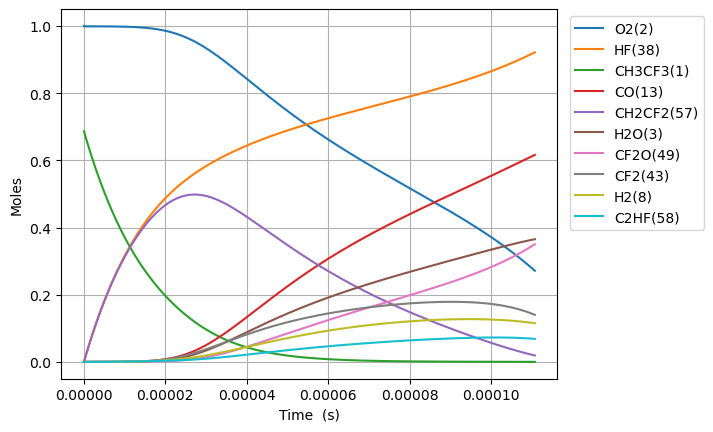 1.0
0.8
0.6
0.4
0.2
0.0
Moles
0.00000
0.00002
0.00004
0.00006
0.00008
0.00010
Time (s)
O2(2)
HF(38)
CH3CF3(1)
CO(13)
CH2CF2(57)
H2O(3)
CF2O(49)
CF2(43)
H2(8)
C2HF(58)